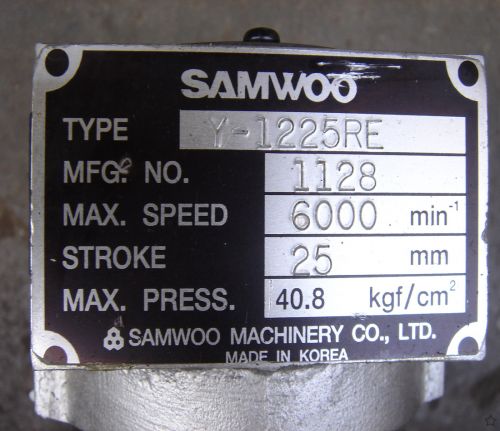 SAMWOO
TYPE Y-1225RE
MFG. NO. 1128
MAX. SPEED 6000 min⁻¹
STROKE 25 mm
MAX. PRESS. 40.8 kgf/cm²
SAMWOO MACHINERY CO., LTD.
MADE IN KOREA